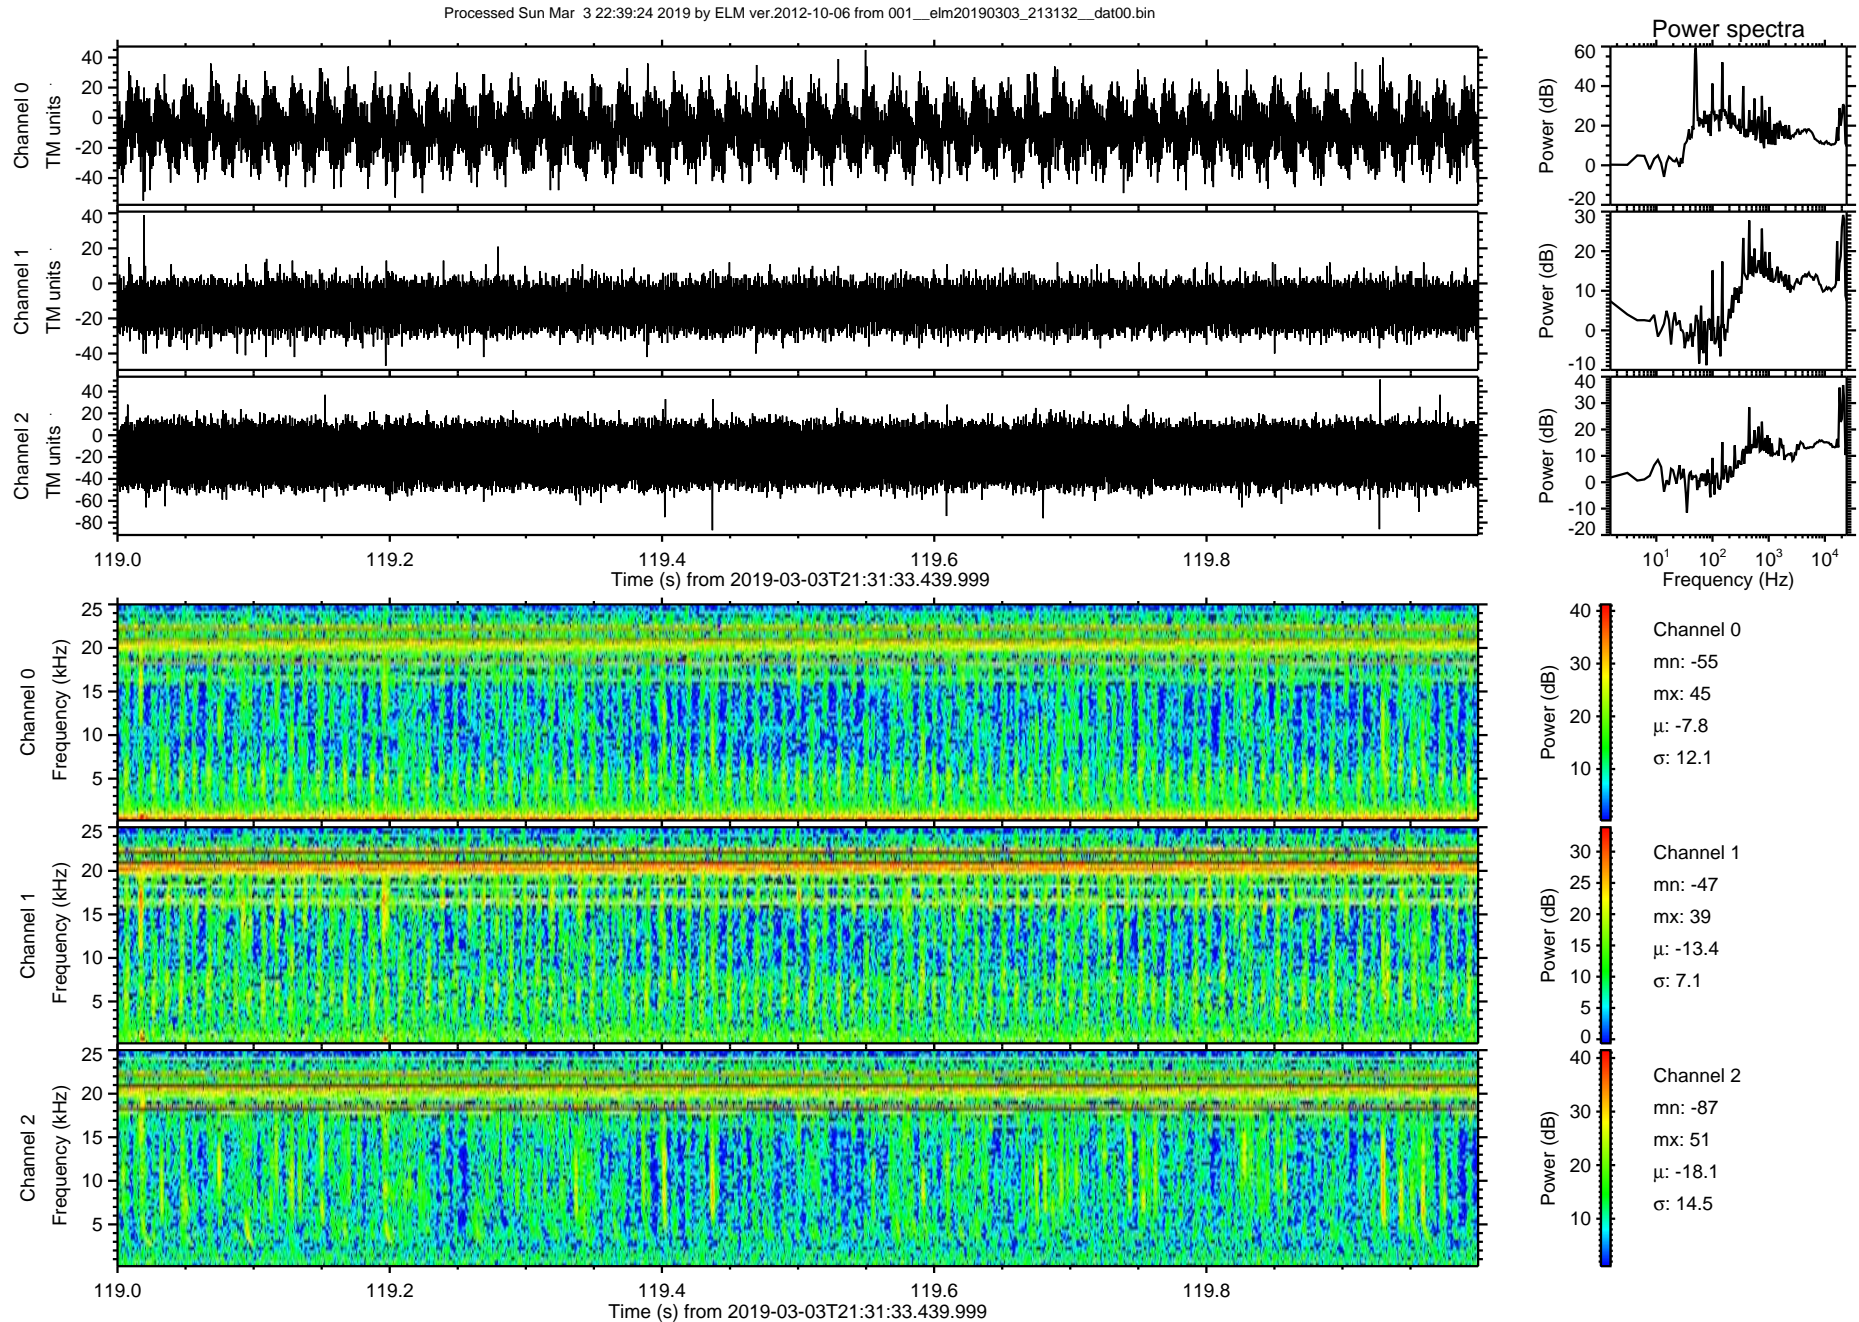 Processed Sun Mar 3 22:39:24 2019 by ELM ver.2012-10-06 from 001__elm20190303_213132__dat00.bin
Power spectra
Channel 0
TM units
40
20
0
-20
-40
Power (dB)
60
40
20
0
-20
Channel 1
TM units
40
20
0
-20
-40
Power (dB)
30
20
10
0
-10
Channel 2
TM units
40
20
0
-20
-40
-60
-80
Power (dB)
40
30
20
10
0
-10
-20
119.0 119.2 119.4 119.6 119.8
Time (s) from 2019-03-03T21:31:33.439.999
10^1 10^2 10^3 10^4
Frequency (Hz)
Channel 0
Frequency (kHz)
25
20
15
10
5
Power (dB)
40
30
20
10
Channel 0
mn: -55
mx: 45
μ: -7.8
σ: 12.1
Channel 1
Frequency (kHz)
25
20
15
10
5
Power (dB)
30
25
20
15
10
5
0
Channel 1
mn: -47
mx: 39
μ: -13.4
σ: 7.1
Channel 2
Frequency (kHz)
25
20
15
10
5
Power (dB)
40
30
20
10
Channel 2
mn: -87
mx: 51
μ: -18.1
σ: 14.5
119.0 119.2 119.4 119.6 119.8
Time (s) from 2019-03-03T21:31:33.439.999